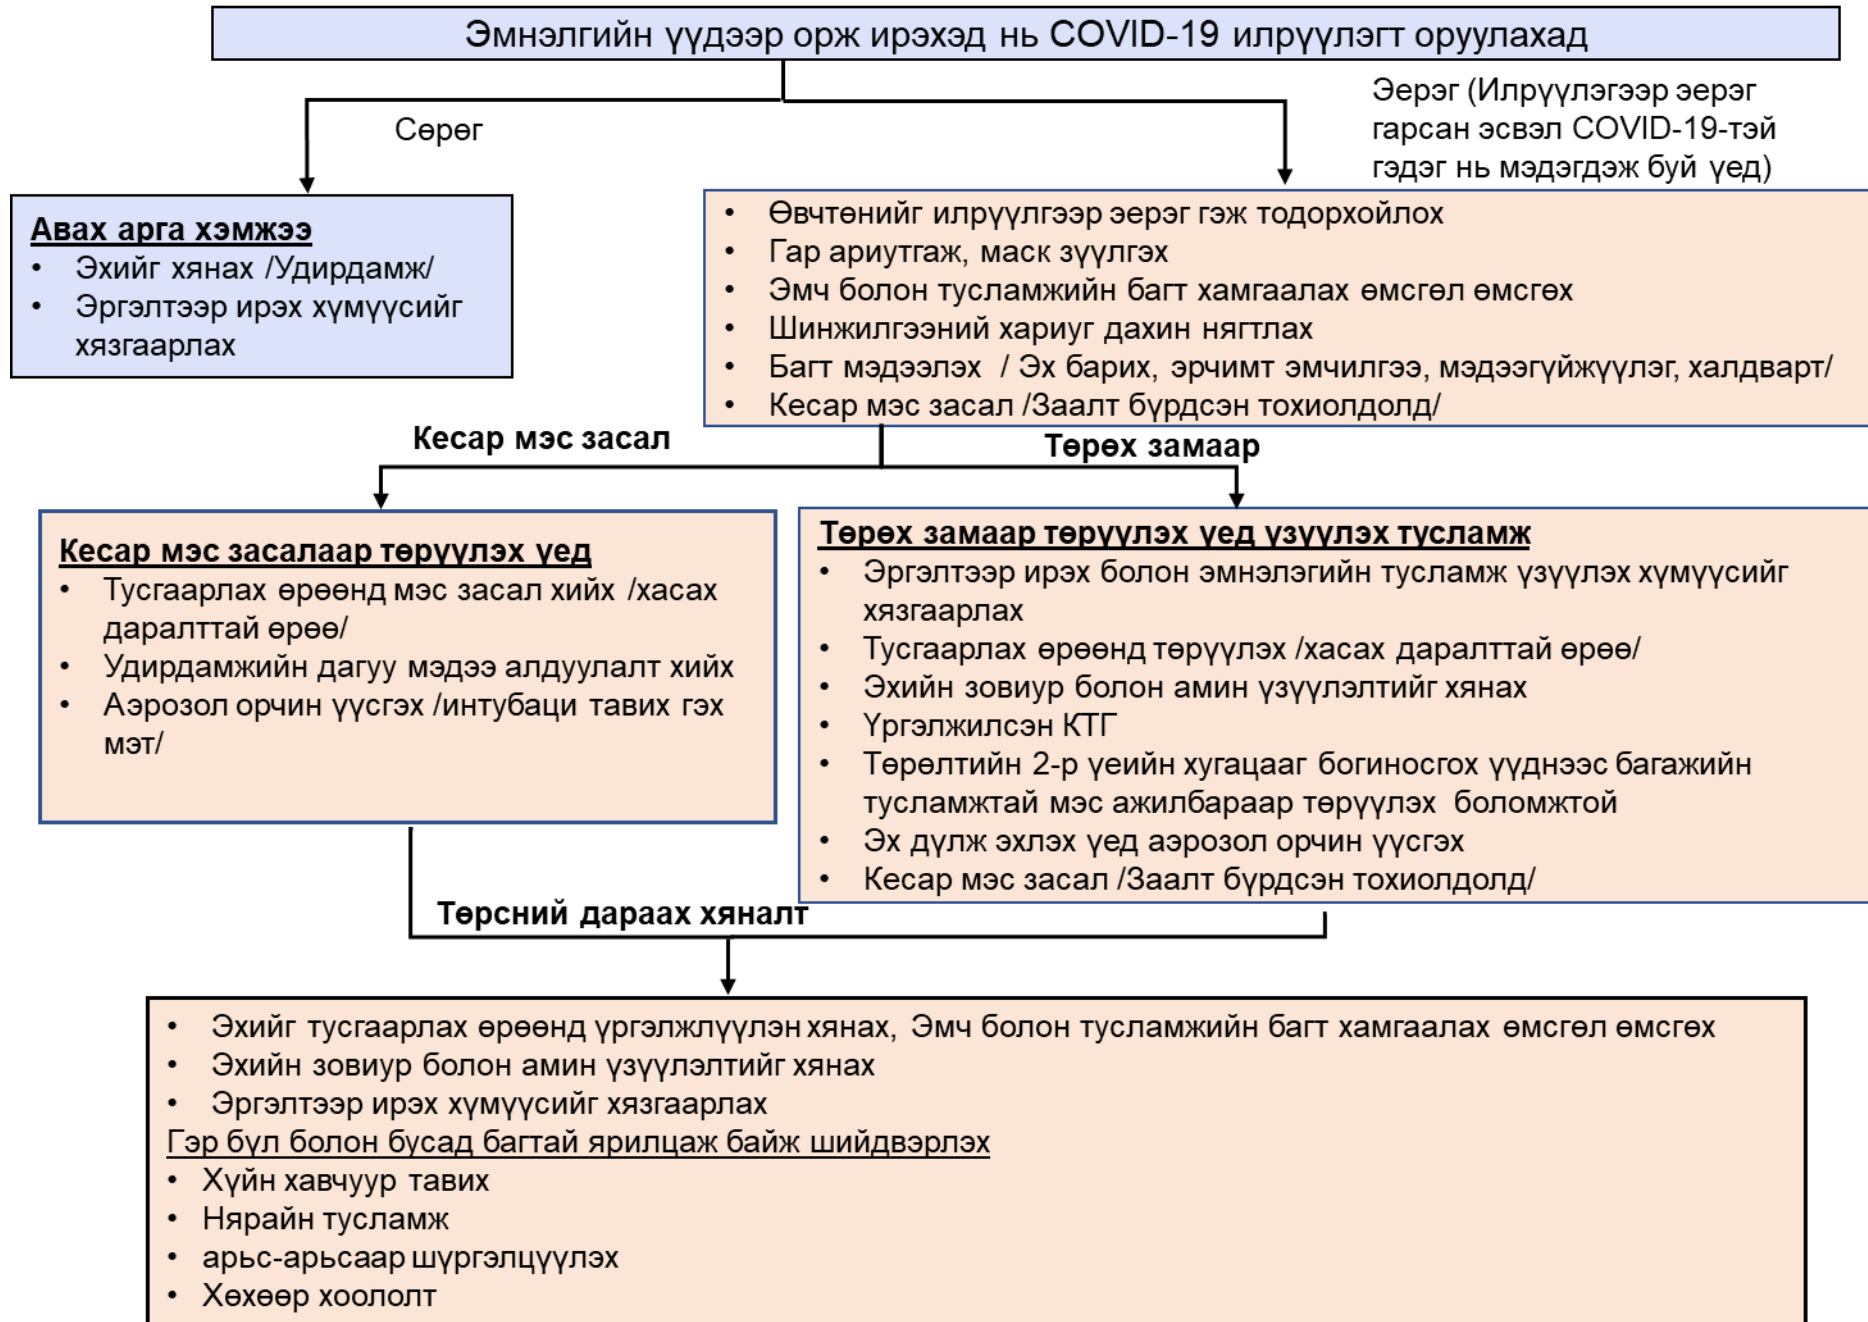 Эмнэлгийн үүдээр орж ирэхэд нь COVID-19 илрүүлэгт оруулахад
Сөрөг
Эерэг (Илрүүлэгээр эерэг
гарсан эсвэл COVID-19-тэй
гэдэг нь мэдэгдэж буй үед)
Авах арга хэмжээ
• Эхийг хянах /Удирдамж/
• Эргэлтээр ирэх хүмүүсийг
хязгаарлах
• Өвчтөнийг илрүүлгээр эерэг гэж тодорхойлох
• Гар ариутгаж, маск зүүлгэх
• Эмч болон тусламжийн багт хамгаалах өмсгөл өмсгөх
• Шинжилгээний хариуг дахин нягтлах
• Багт мэдээлэх / Эх барих, эрчимт эмчилгээ, мэдээгүйжүүлэг, халдварт/
• Кесар мэс засал /Заалт бүрдсэн тохиолдолд/
Кесар мэс засал
Төрөх замаар
Кесар мэс засалаар төрүүлэх үед
• Тусгаарлах өрөөнд мэс засал хийх /хасах
даралттай өрөө/
• Удирдамжийн дагуу мэдээ алдуулалт хийх
• Аэрозол орчин үүсгэх /интубаци тавих гэх
мэт/
Төрөх замаар төрүүлэх үед үзүүлэх тусламж
• Эргэлтээр ирэх болон эмнэлэгийн тусламж үзүүлэх хүмүүсийг
хязгаарлах
• Тусгаарлах өрөөнд төрүүлэх /хасах даралттай өрөө/
• Эхийн зовиур болон амин үзүүлэлтийг хянах
• Үргэлжилсэн КТГ
• Төрөлтийн 2-р үеийн хугацааг богиносгох үүднээс багажийн
тусламжтай мэс ажилбараар төрүүлэх боломжтой
• Эх дүлж эхлэх үед аэрозол орчин үүсгэх
• Кесар мэс засал /Заалт бүрдсэн тохиолдолд/
Төрсний дараах хяналт
• Эхийг тусгаарлах өрөөнд үргэлжлүүлэн хянах, Эмч болон тусламжийн багт хамгаалах өмсгөл өмсгөх
• Эхийн зовиур болон амин үзүүлэлтийг хянах
• Эргэлтээр ирэх хүмүүсийг хязгаарлах
Гэр бүл болон бусад багтай ярилцаж байж шийдвэрлэх
• Хүйн хавчуур тавих
• Нярайн тусламж
• арьс-арьсаар шүргэлцүүлэх
• Хөхөөр хоололт